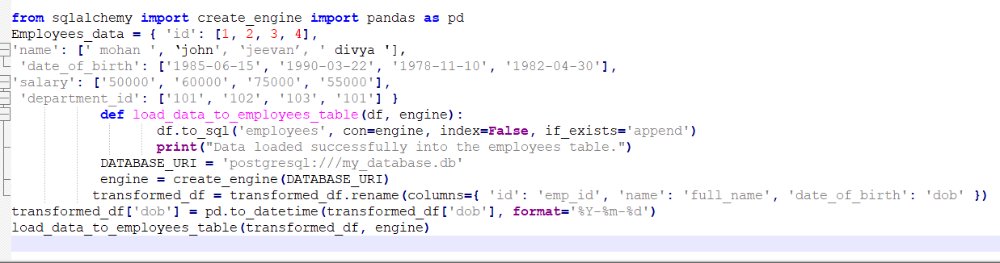 from sqlalchemy import create_engine import pandas as pd
Employees_data = { 'id': [1, 2, 3, 4],
'name': [' mohan ', ‘john', ‘jeevan’, ' divya '],
 'date_of_birth': ['1985-06-15', '1990-03-22', '1978-11-10', '1982-04-30'],
'salary': ['50000', '60000', '75000', '55000'],
 'department_id': ['101', '102', '103', '101'] }
           def load_data_to_employees_table(df, engine):
                  df.to_sql('employees', con=engine, index=False, if_exists='append')
                  print("Data loaded successfully into the employees table.")
           DATABASE_URI = 'postgresql:///my_database.db'
           engine = create_engine(DATABASE_URI)
          transformed_df = transformed_df.rename(columns={ 'id': 'emp_id', 'name': 'full_name', 'date_of_birth': 'dob' })
transformed_df['dob'] = pd.to_datetime(transformed_df['dob'], format='%Y-%m-%d')
load_data_to_employees_table(transformed_df, engine)